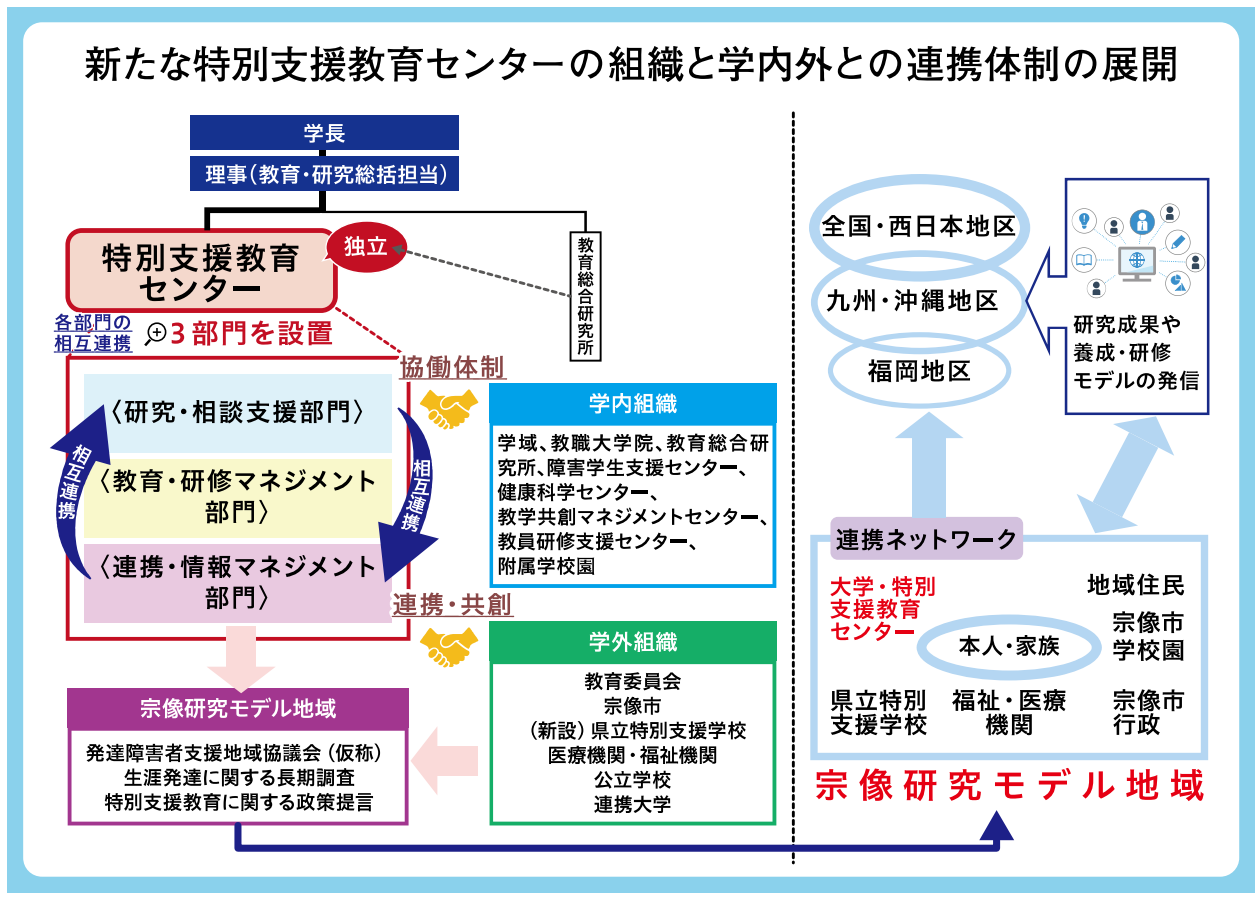 新たな特別支援教育センターの組織と学内外との連携体制の展開
学長
理事(教育・研究総括担当)
特別支援教育
センター
独立
教育総合研究所
各部門の
相互連携
3部門を設置
〈研究・相談支援部門〉
〈教育・研修マネジメント
部門〉
〈連携・情報マネジメント
部門〉
相互連携
相互連携
協働体制
学内組織
学域、教職大学院、教育総合研
究所、障害学生支援センター、
健康科学センター、
教学共創マネジメントセンター、
教員研修支援センター、
附属学校園
連携・共創
学外組織
教育委員会
宗像市
(新設)県立特別支援学校
医療機関・福祉機関
公立学校
連携大学
宗像研究モデル地域
発達障害者支援地域協議会(仮称)
生涯発達に関する長期調査
特別支援教育に関する政策提言
全国・西日本地区
九州・沖縄地区
福岡地区
研究成果や
養成・研修
モデルの発信
連携ネットワーク
大学・特別
支援教育
センター
地域住民
宗像市
学校園
本人・家族
県立特別
支援学校
福祉・医療
機関
宗像市
行政
宗像研究モデル地域